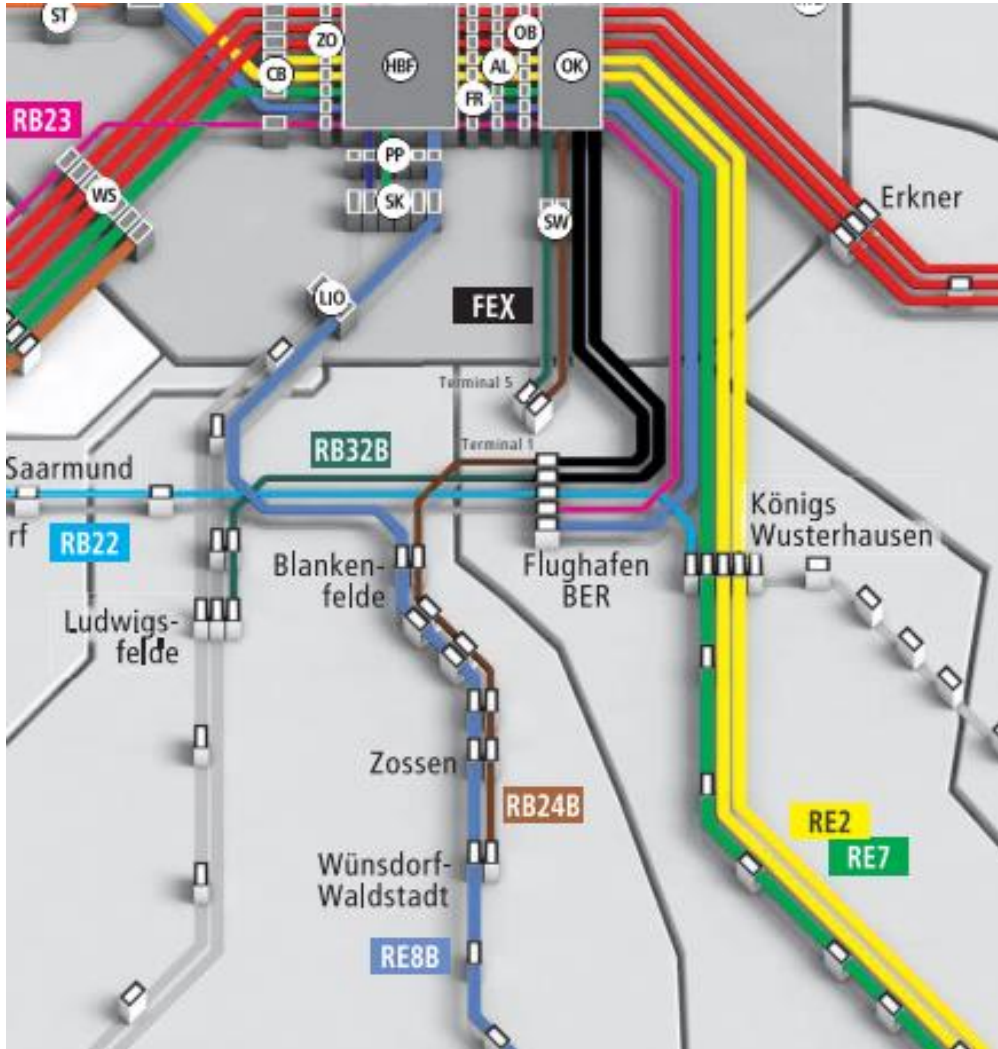 ST
ZO
HBF
OB
CB
AL
OK
FR
RB23
PP
WS
SK
SW
Erkner
LIO
FEX
Terminal 5
RB32B
Terminal 1
Saarmund
rf
RB22
Königs
Wusterhausen
Blanken-
felde
Flughafen
BER
Ludwigs-
felde
Zossen
RB24B
RE2
RE7
Wünsdorf-
Waldstadt
RE8B